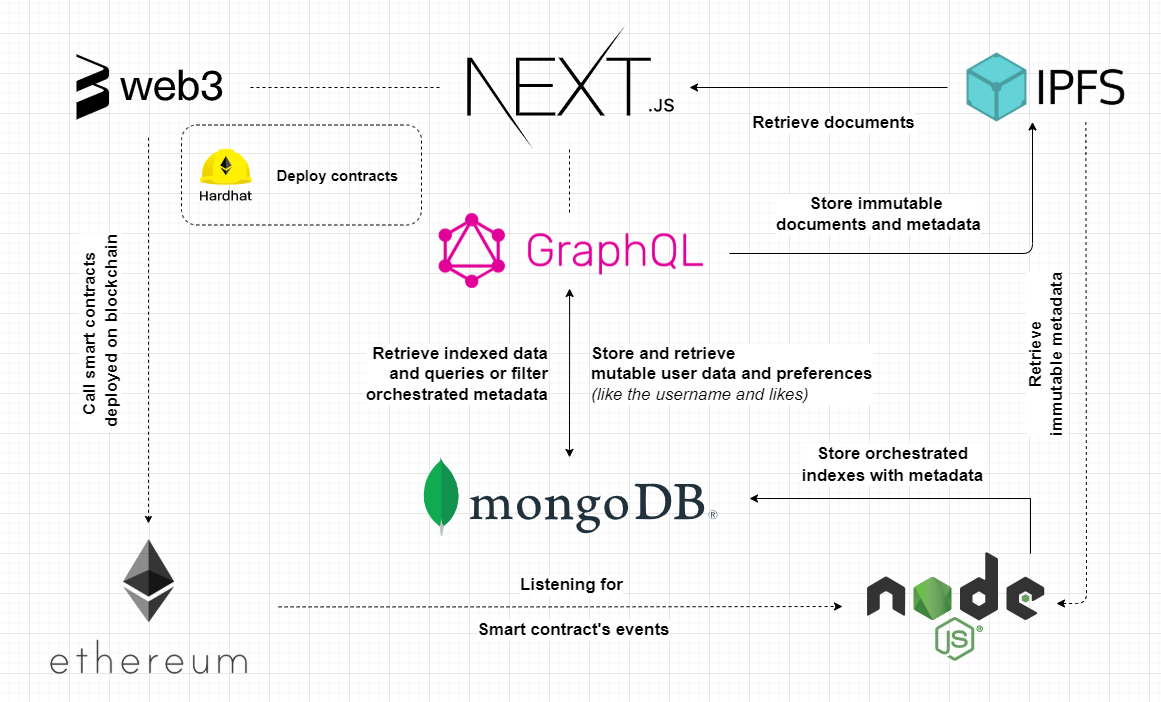 web3
NEXT
.JS
IPFS
Retrieve documents
Hardhat
Deploy contracts
Store immutable
documents and metadata
GraphQL
Call smart contracts
deployed on blockchain
Retrieve
immutable metadata
Retrieve indexed data
and queries or filter
orchestrated metadata
Store and retrieve
mutable user data and preferences
(like the username and likes)
Store orchestrated
indexes with metadata
mongoDB®
Listening for
Smart contract's events
node
JS®
ethereum